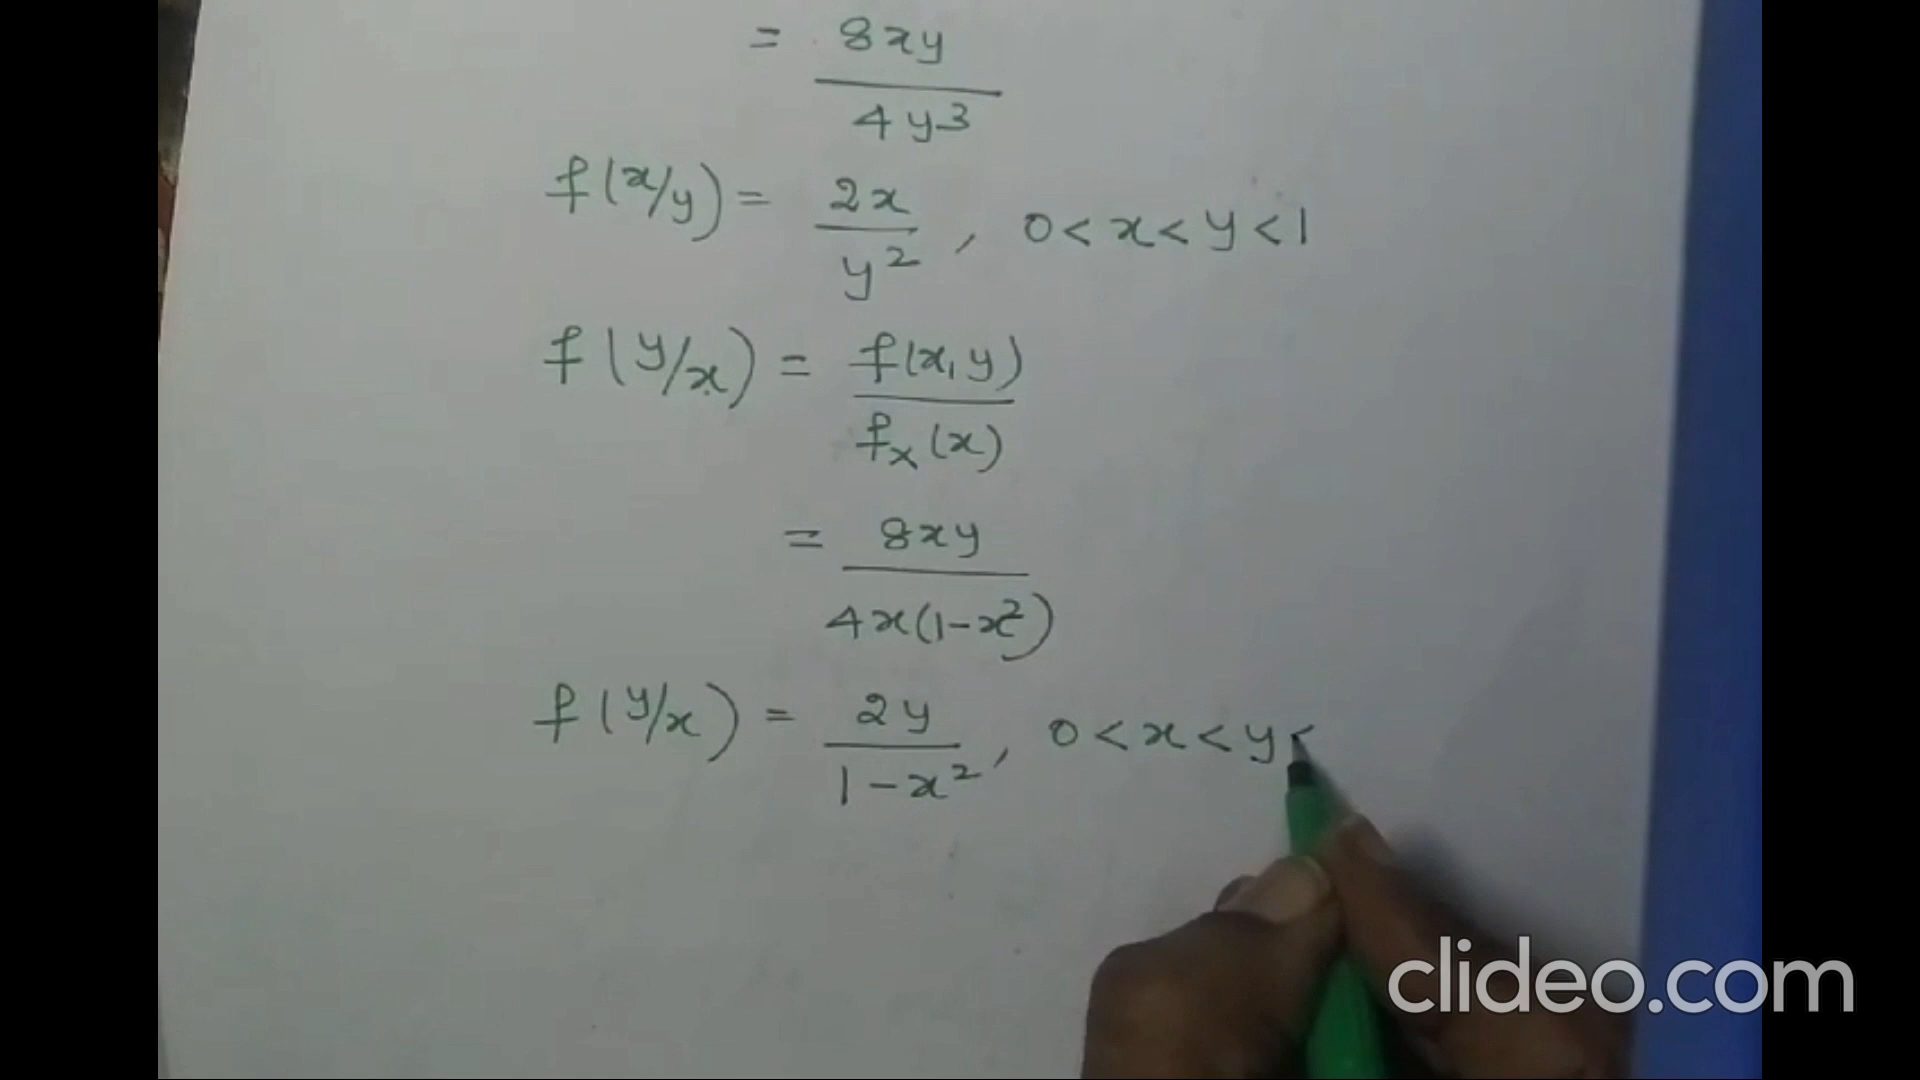 = 8xy / 4y³
f(x/y) = 2x / y², 0<x<y<1
f(y/x) = f(x,y) / fx(x)
= 8xy / 4x(1-x²)
f(y/x) = 2y / 1-x², 0<x<y<
clideo.com